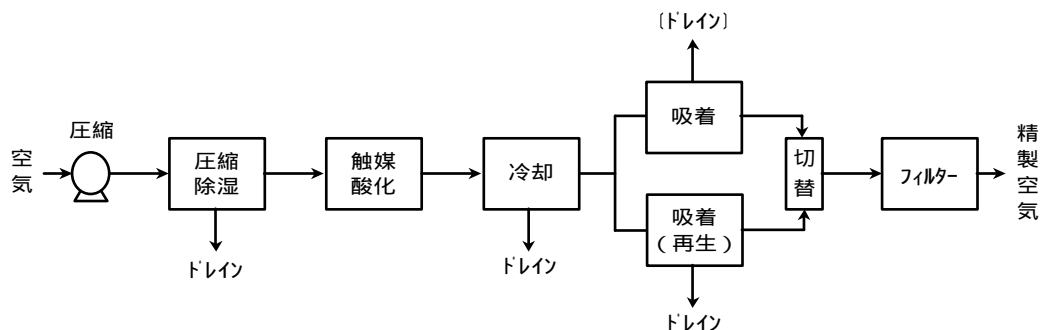 空気
圧縮
圧縮
除湿
ﾄﾞﾚｲﾝ
触媒
酸化
冷却
ﾄﾞﾚｲﾝ
(ﾄﾞﾚｲﾝ)
吸着
吸着
(再生)
ﾄﾞﾚｲﾝ
切替
ﾌｨﾙﾀｰ
精製空気